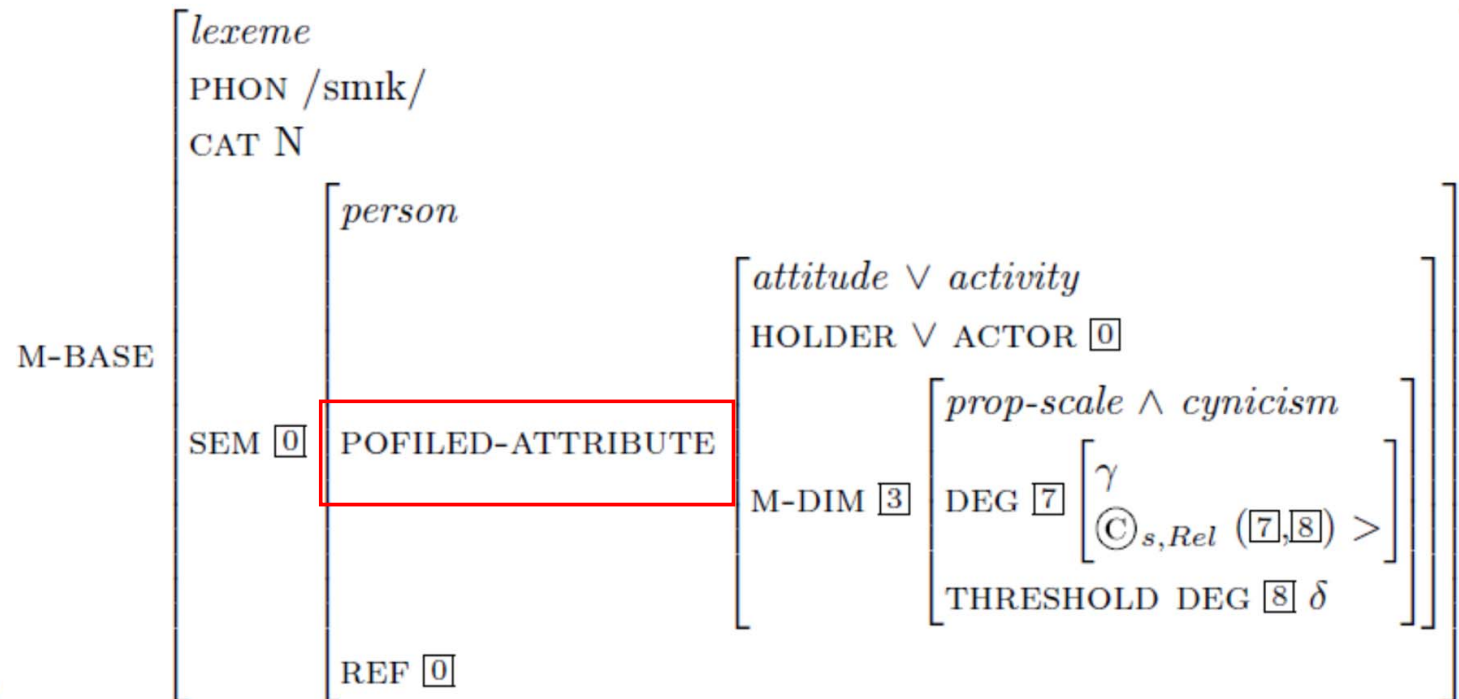 lexeme
PHON /sınık/
CAT N
person
attitude ∨ activity
HOLDER ∨ ACTOR 0
prop-scale ∧ cynicism
M-BASE
SEM 0 POFILED-ATTRIBUTE
γ
M-DIM 3 DEG 7
Ⓒs,Rel (7,8) >
THRESHOLD DEG 8 δ
REF 0